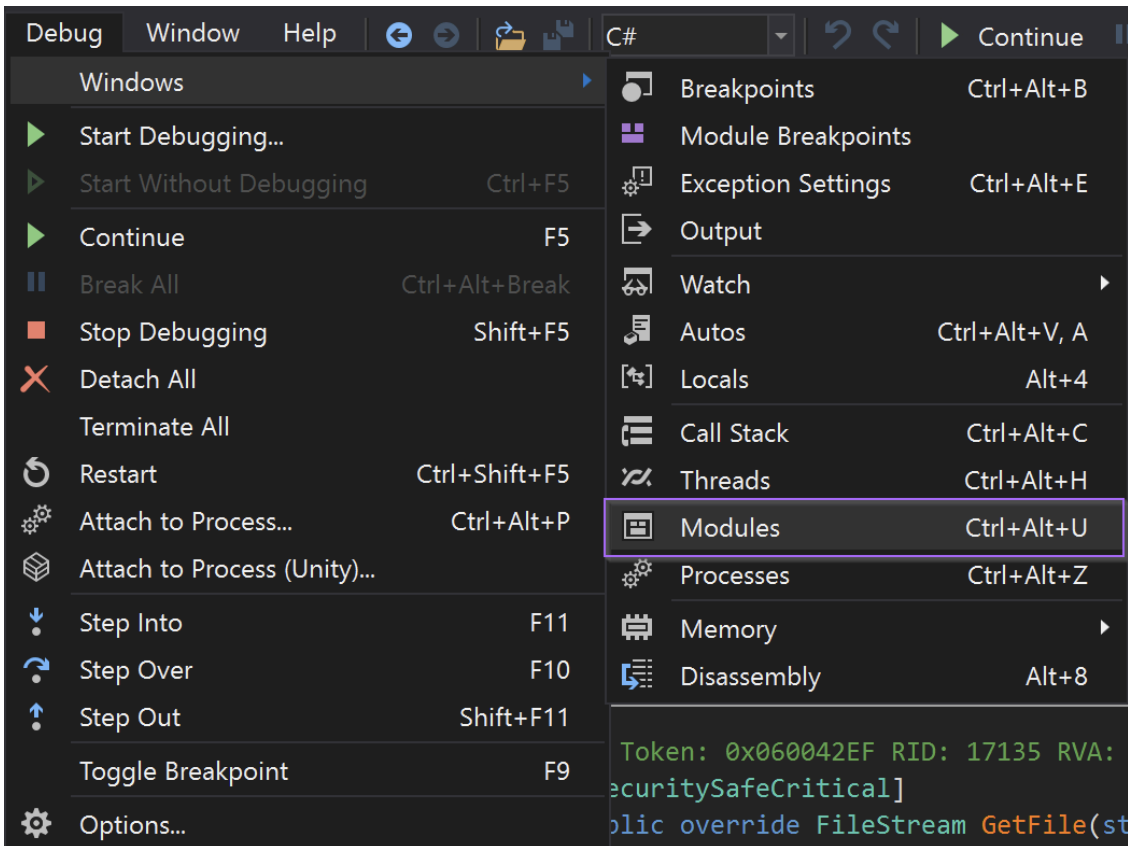 Debug Window Help C# Continue
Windows
Start Debugging...
Start Without Debugging Ctrl+F5
Continue F5
Break All Ctrl+Alt+Break
Stop Debugging Shift+F5
Detach All
Terminate All
Restart Ctrl+Shift+F5
Attach to Process... Ctrl+Alt+P
Attach to Process (Unity)...
Step Into F11
Step Over F10
Step Out Shift+F11
Toggle Breakpoint F9
Options...
Breakpoints Ctrl+Alt+B
Module Breakpoints
Exception Settings Ctrl+Alt+E
Output
Watch
Autos Ctrl+Alt+V, A
Locals Alt+4
Call Stack Ctrl+Alt+C
Threads Ctrl+Alt+H
Modules Ctrl+Alt+U
Processes Ctrl+Alt+Z
Memory
Disassembly Alt+8
Token: 0x060042EF RID: 17135 RVA:
ecuritySafeCritical]
blic override FileStream GetFile(st